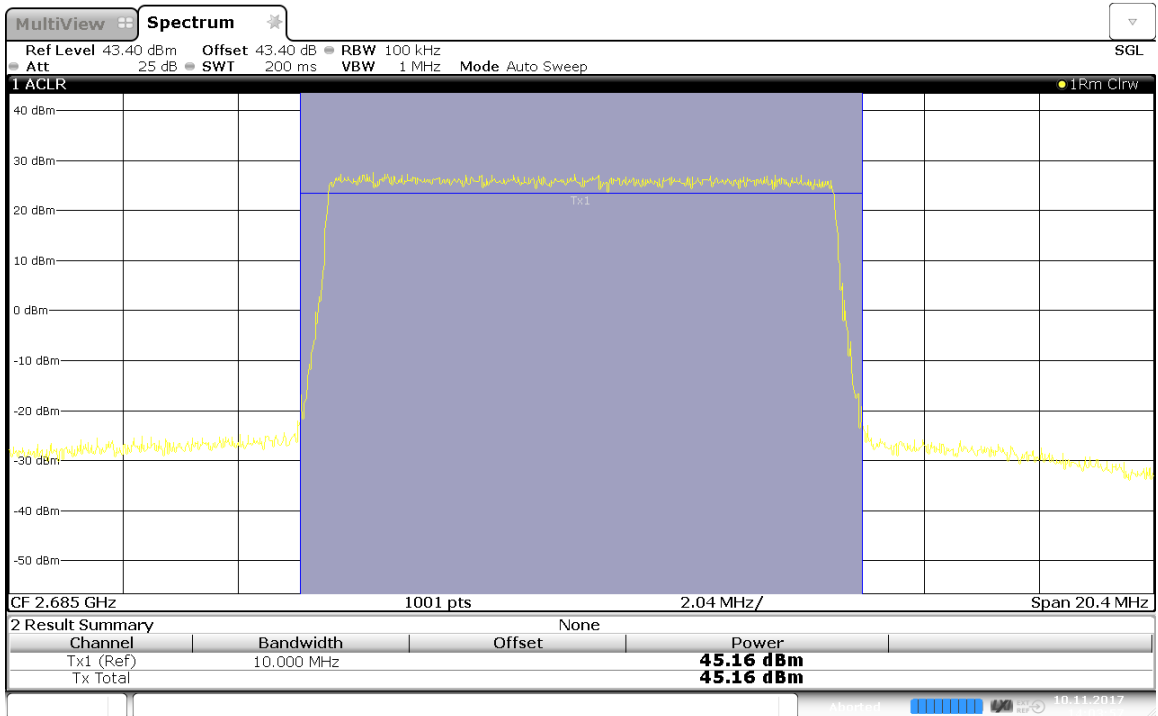 MultiView Spectrum
Ref Level 43.40 dBm Offset 43.40 dB RBW 100 kHz SGL
Att 25 dB SWT 200 ms VBW 1 MHz Mode Auto Sweep
1 ACLR 1Rm Clrw
40 dBm
30 dBm
Tx1
20 dBm
10 dBm
0 dBm
-10 dBm
-20 dBm
-30 dBm
-40 dBm
-50 dBm
CF 2.685 GHz 1001 pts 2.04 MHz/ Span 20.4 MHz
2 Result Summary None
Channel Bandwidth Offset Power
Tx1 (Ref) 10.000 MHz 45.16 dBm
Tx Total 45.16 dBm
Aborted 10.11.2017